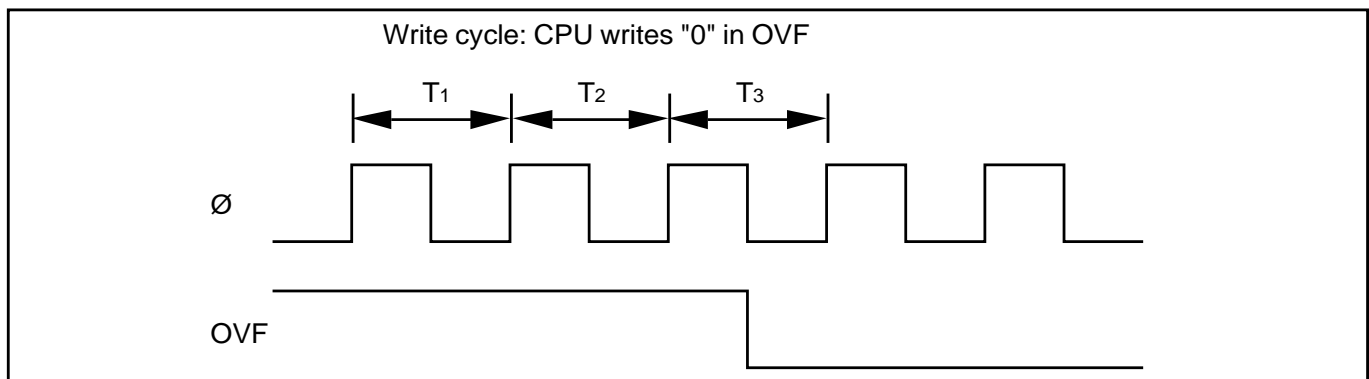 Write cycle: CPU writes "0" in OVF
T1 T2 T3
Ø
OVF